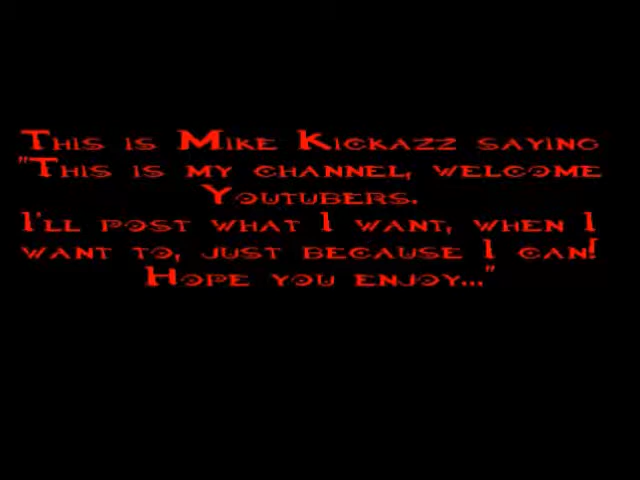 This is Mike Kickazz saying
"This is my channel, welcome
Youtubers.
I'll post what I want, when I
want to, just because I can!
Hope you enjoy..."